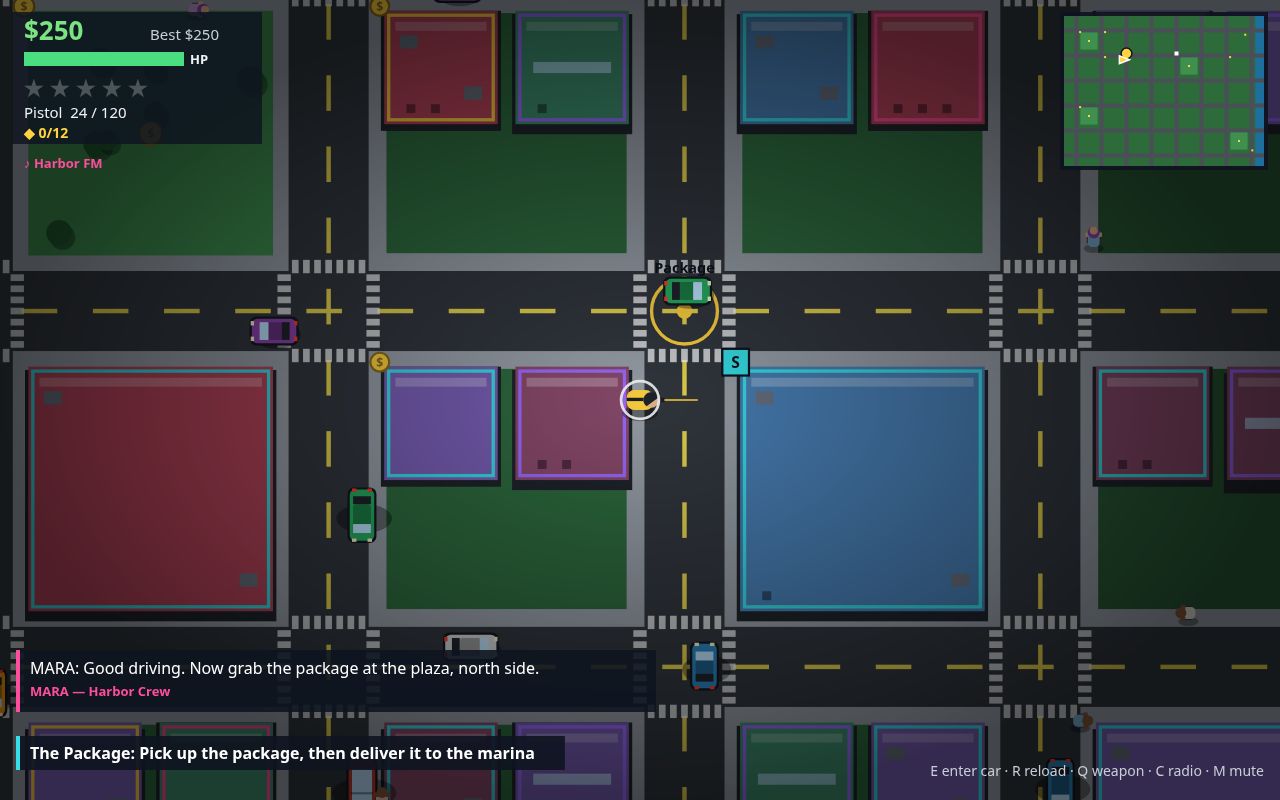 $250
Best $250
HP
Pistol 24 / 120
◆ 0/12
♪ Harbor FM
$
$
$
$
Package
S
MARA: Good driving. Now grab the package at the plaza, north side.
MARA — Harbor Crew
The Package: Pick up the package, then deliver it to the marina
E enter car · R reload · Q weapon · C radio · M mute